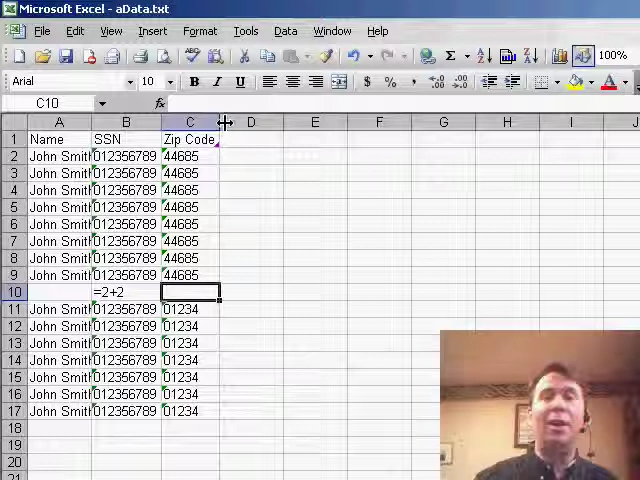 Microsoft Excel - aData.txt
File Edit View Insert Format Tools Data Window Help
Arial 10 B I U $ % , 100%
C10 fx
A B C D E F G H I J
1 Name SSN Zip Code
2 John Smit 012356789 44685
3 John Smit 012356789 44685
4 John Smit 012356789 44685
5 John Smit 012356789 44685
6 John Smit 012356789 44685
7 John Smit 012356789 44685
8 John Smit 012356789 44685
9 John Smit 012356789 44685
10 =2+2
11 John Smit 012356789 01234
12 John Smit 012356789 01234
13 John Smit 012356789 01234
14 John Smit 012356789 01234
15 John Smit 012356789 01234
16 John Smit 012356789 01234
17 John Smit 012356789 01234
18
19
20
21